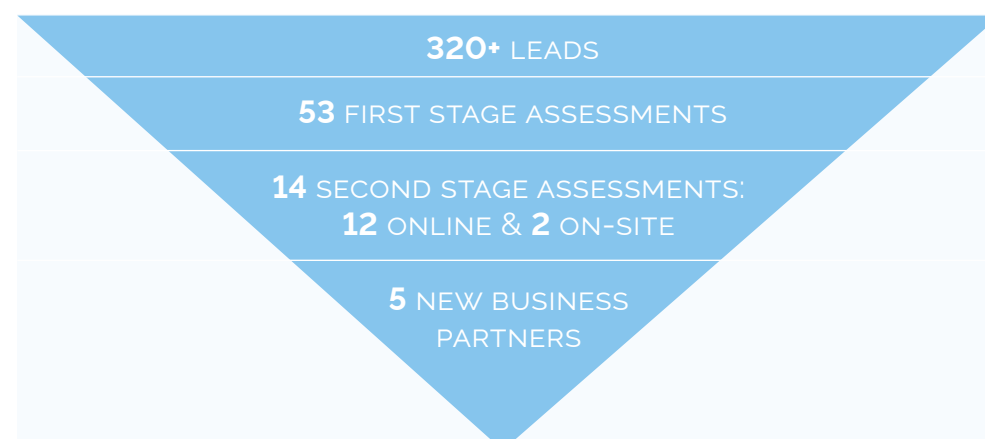 320+ LEADS
53 FIRST STAGE ASSESSMENTS
14 SECOND STAGE ASSESSMENTS:
12 ONLINE & 2 ON-SITE
5 NEW BUSINESS
PARTNERS